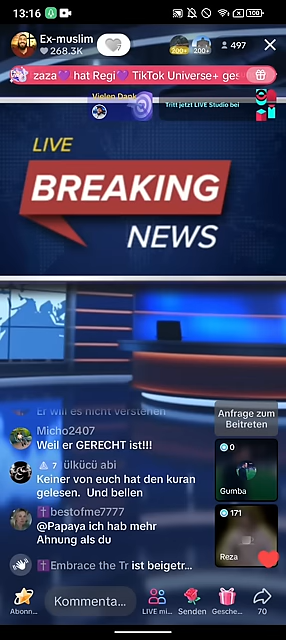 13:16
100
Ex-muslim
268.3K
200+
200+
497
zaza💜 hat Regi💜 TikTok Universe+ ges
Vielen Dank
Tritt jetzt LIVE Studio bei
LIVE
BREAKING
NEWS
Er will es nicht verstehen
Anfrage zum
Beitreten
Micho2407
Weil er GERECHT ist!!!
0
Gumba
7 ülkücü abi
Keiner von euch hat den kuran
gelesen. Und bellen
bestofme7777
@Papaya ich hab mehr
Ahnung als du
171
Reza
✝️Embrace the Tr ist beigetr...
Kommenta...
Abonn...
LIVE mi...
Senden
Gesche...
70